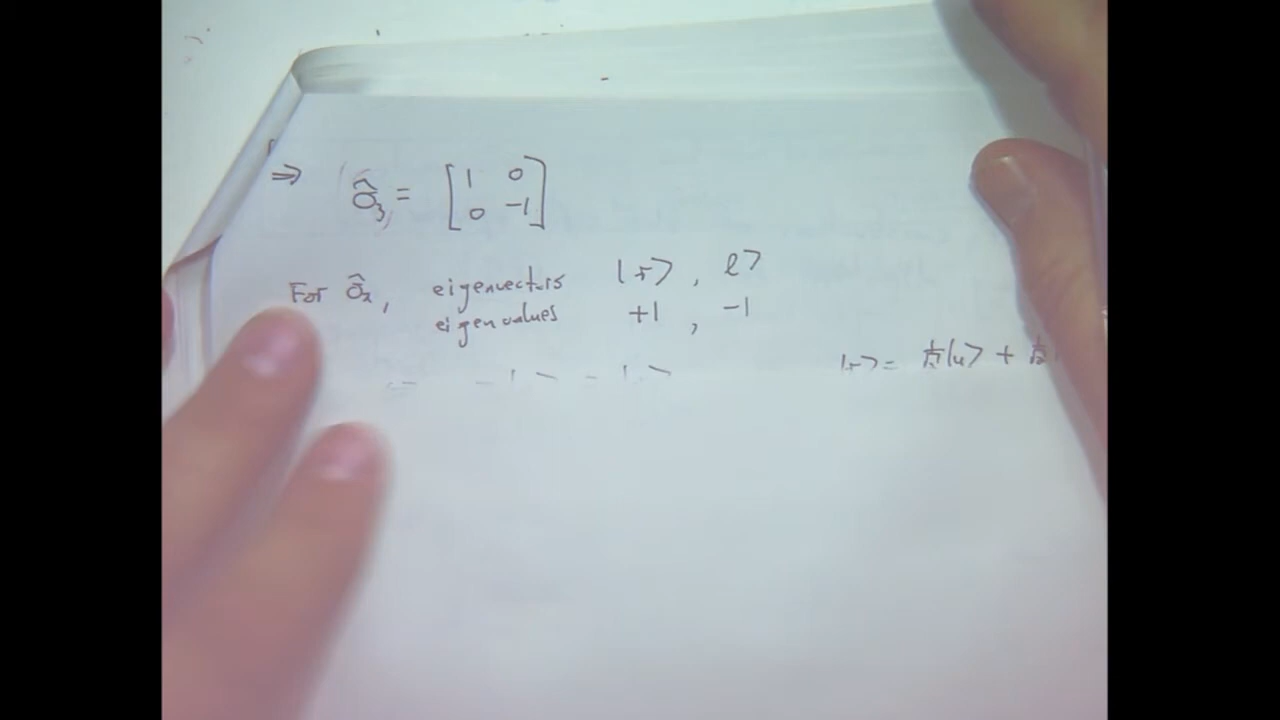 ⇒ σ̂₃ = [1 0 0 -1]
For σ̂ₓ, eigenvectors |r⟩, ℓ⟩
eigenvalues +1, -1
|r⟩ = 1/√2|u⟩ + 1/√2